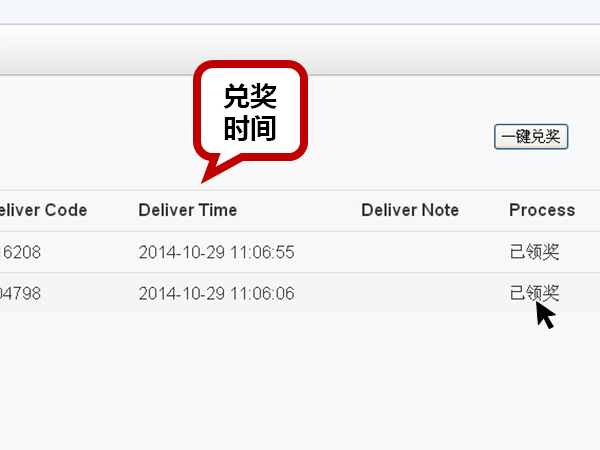 兑奖
时间
一键兑奖
eliver Code Deliver Time Deliver Note Process
16208 2014-10-29 11:06:55 已领奖
04798 2014-10-29 11:06:06 已领奖